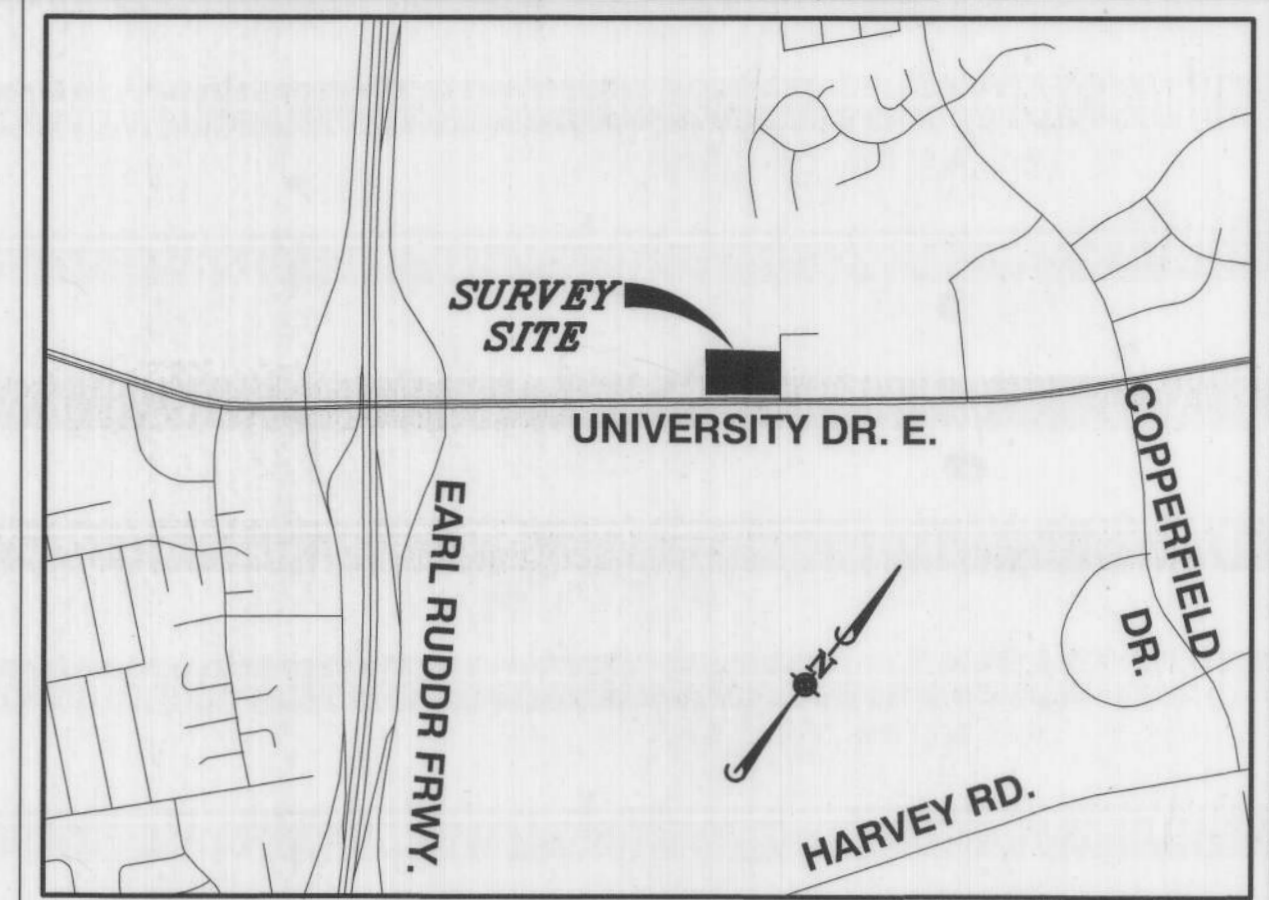 SURVEY
SITE
UNIVERSITY DR. E.
EARL RUDDR FRWY.
COPPERFIELD
DR.
N
HARVEY RD.